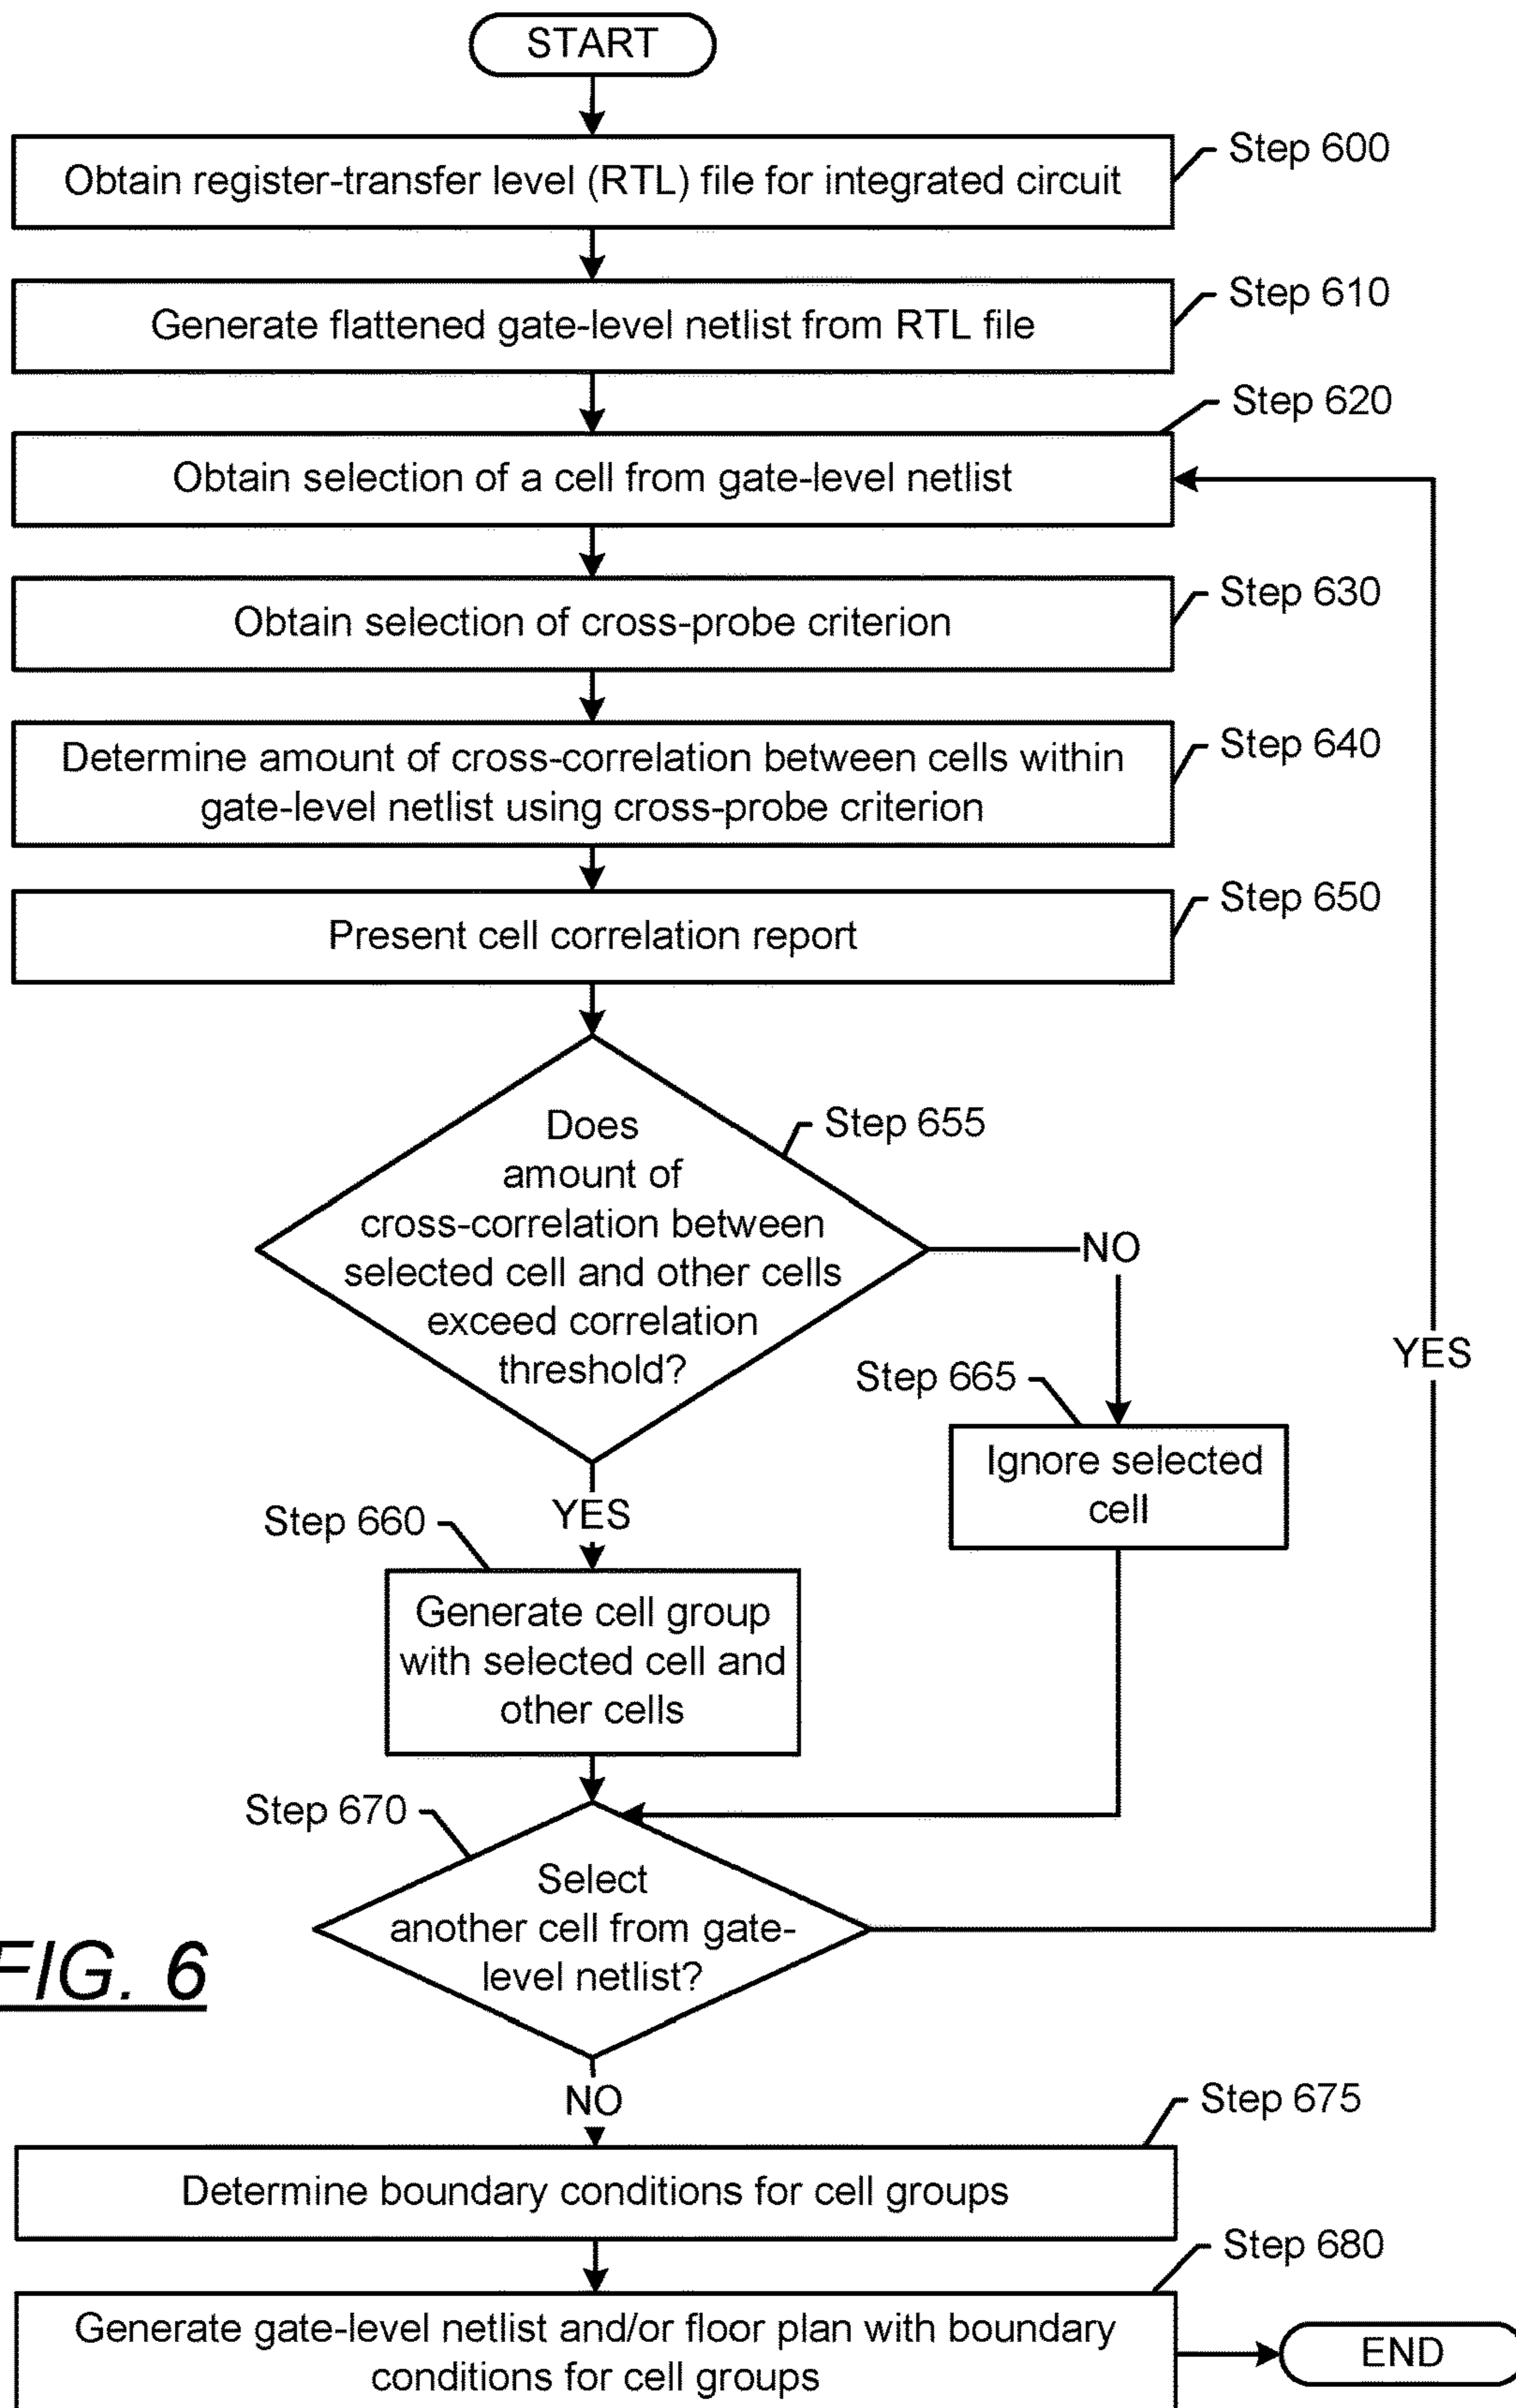 START
Step 600
Obtain register-transfer level (RTL) file for integrated circuit
Step 610
Generate flattened gate-level netlist from RTL file
Step 620
Obtain selection of a cell from gate-level netlist
Step 630
Obtain selection of cross-probe criterion
Step 640
Determine amount of cross-correlation between cells within
gate-level netlist using cross-probe criterion
Step 650
Present cell correlation report
Step 655
Does
amount of
cross-correlation between
selected cell and other cells
exceed correlation
threshold?
NO
YES
Step 665
Ignore selected
cell
YES
Step 660
Generate cell group
with selected cell and
other cells
Step 670
Select
another cell from gate-
level netlist?
FIG. 6
NO
Step 675
Determine boundary conditions for cell groups
Step 680
Generate gate-level netlist and/or floor plan with boundary
conditions for cell groups
END